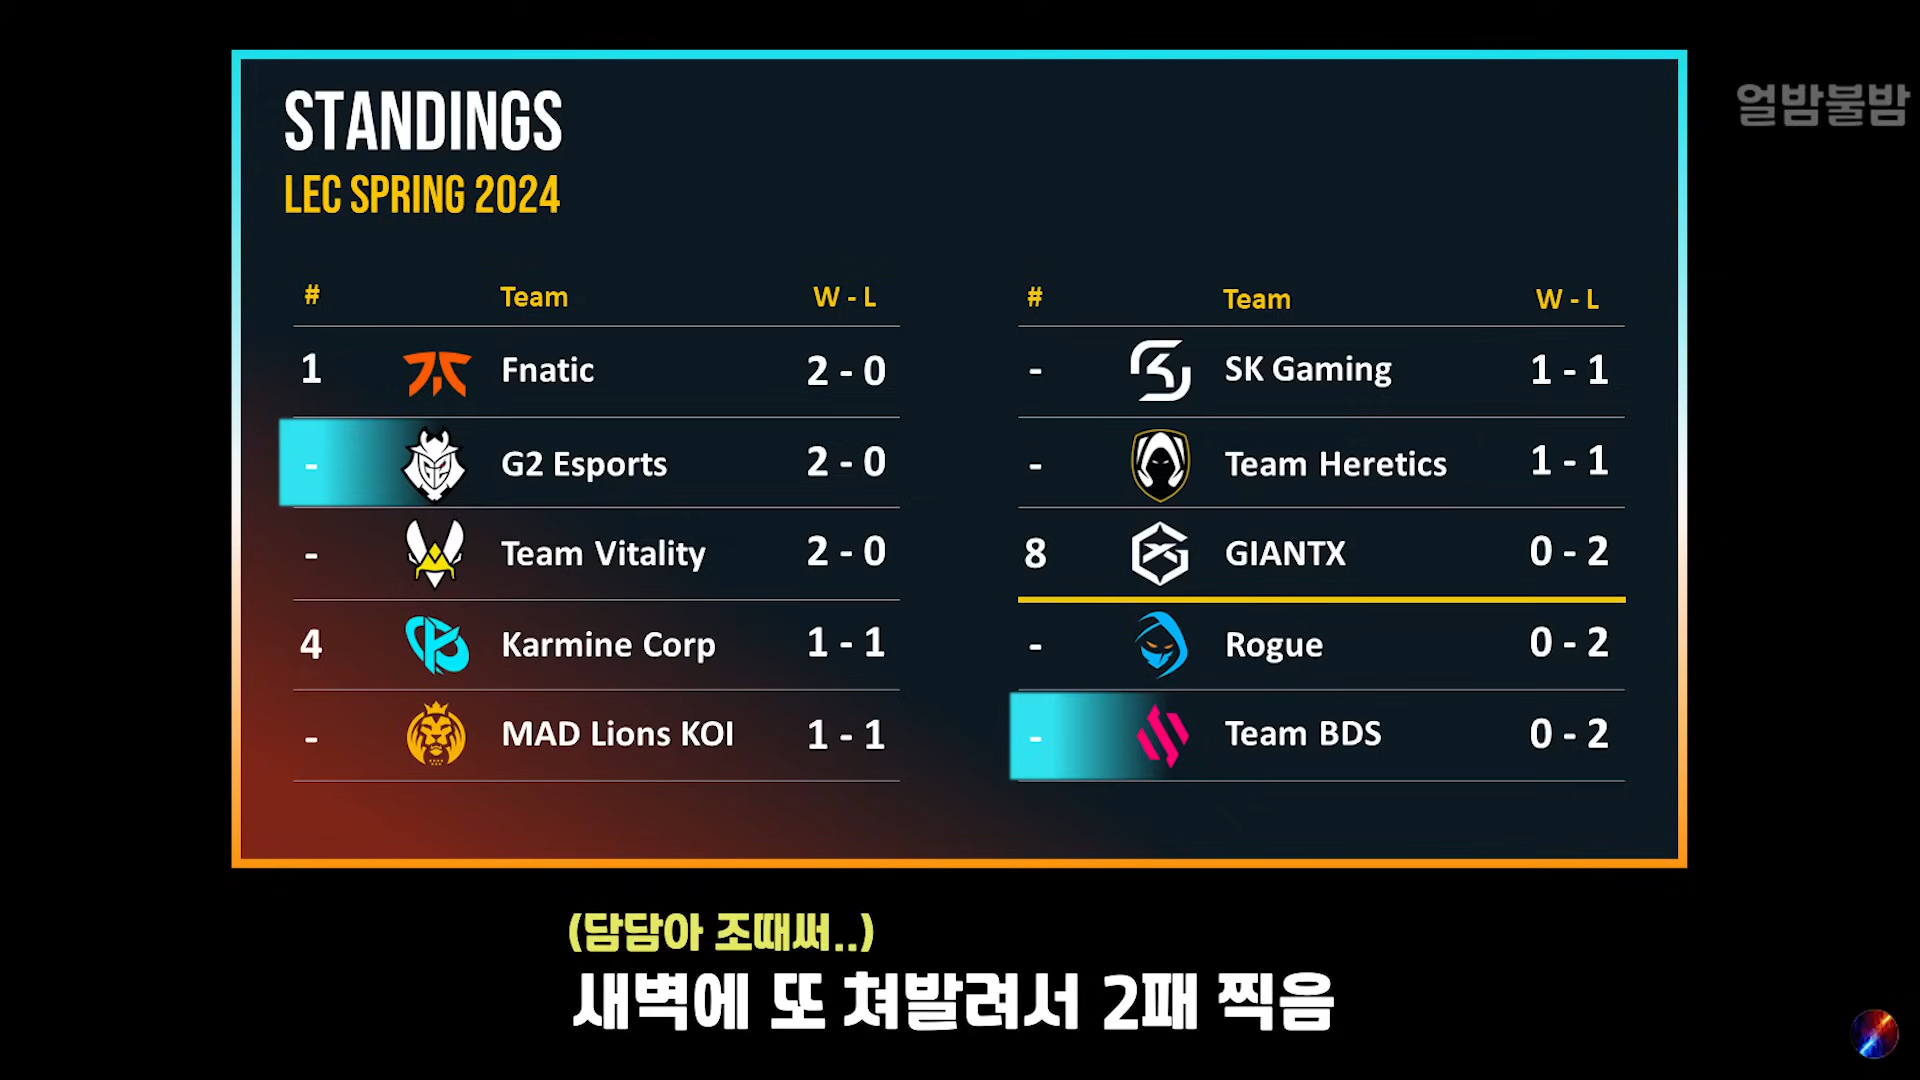 얼밤불밤
STANDINGS
LEC SPRING 2024
# Team W - L
1 Fnatic 2 - 0
- G2 Esports 2 - 0
- Team Vitality 2 - 0
4 Karmine Corp 1 - 1
- MAD Lions KOI 1 - 1
# Team W - L
- SK Gaming 1 - 1
- Team Heretics 1 - 1
8 GIANTX 0 - 2
- Rogue 0 - 2
- Team BDS 0 - 2
(담담아 조때써..)
새벽에 또 쳐발려서 2패 찍음